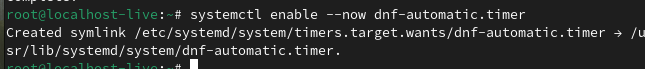 complete!
root@localhost-live:~# systemctl enable --now dnf-automatic.timer
Created symlink /etc/systemd/system/timers.target.wants/dnf-automatic.timer → /u
sr/lib/systemd/system/dnf-automatic.timer.
root@localhost-live:~#